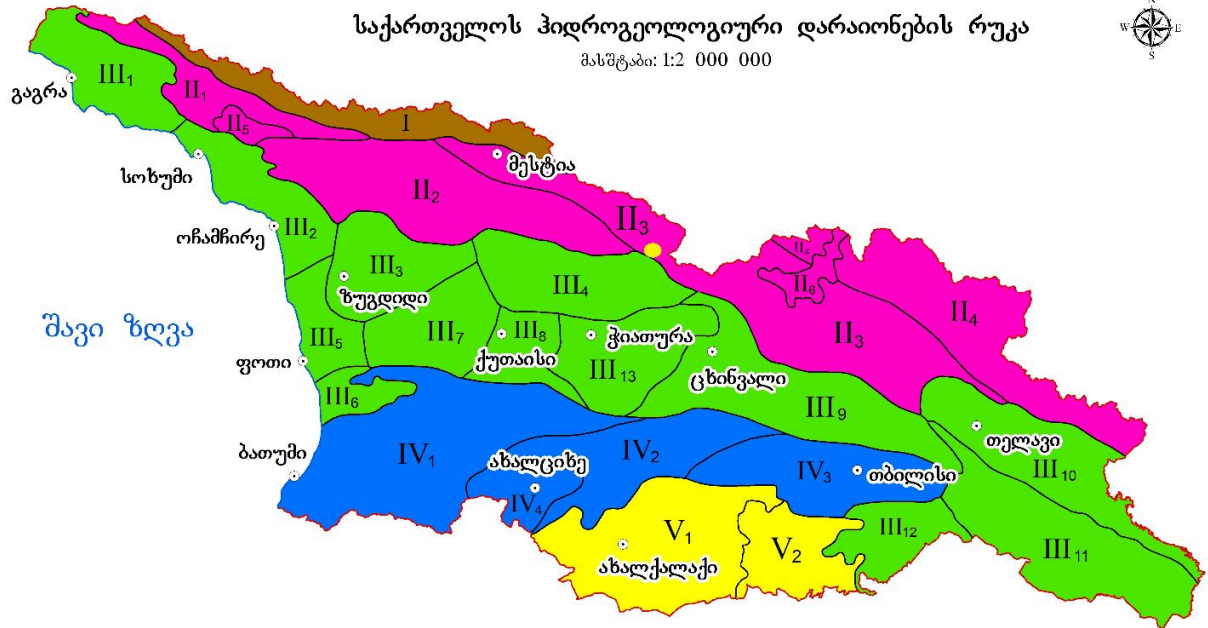 საქართველოს ჰიდროგეოლოგიური დარაიონების რუკა
მასშტაბი: 1:2 000 000
N
W E
S
III₁
გაგრა
II₁
II₅
I
სოხუმი
მესტია
II₂
II₃
ოჩამჩირე
III₂
III₃
ზუგდიდი
III₄
II₆
II₄
შავი ზღვა
III₅
III₇
III₈
ჭიათურა
II₃
ფოთი
ქუთაისი
III₁₃
ცხინვალი
III₆
III₉
თელავი
ბათუმი
IV₁
ახალციხე
IV₂
IV₃
თბილისი
III₁₀
IV₄
V₁
V₂
III₁₂
III₁₁
ახალქალაქი